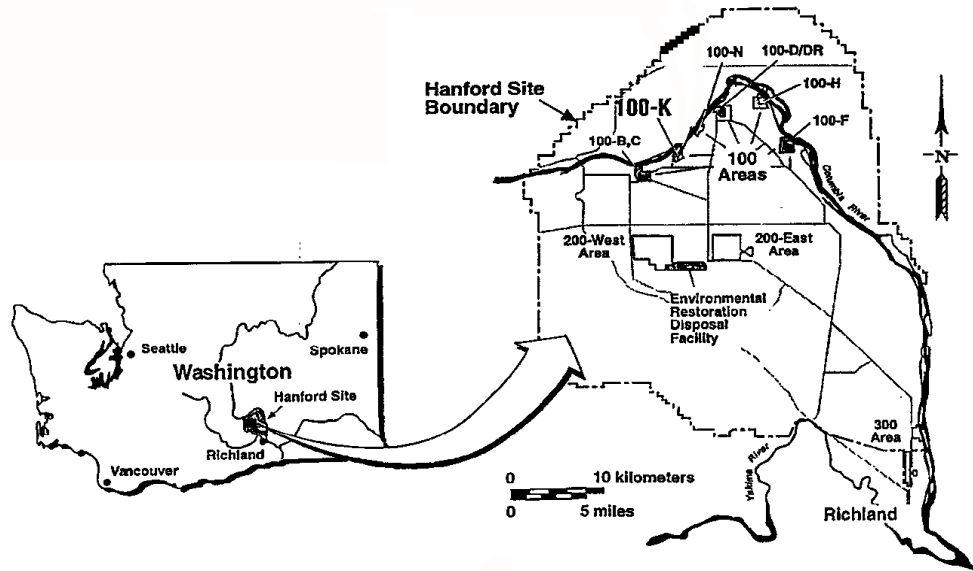 100-N
100-D/DR
Hanford Site
Boundary
100-K
100-H
100-F
100-B,C
100
Areas
N
Columbia River
200-West
Area
200-East
Area
Environmental
Restoration
Disposal
Facility
Seattle
Spokane
Washington
Hanford Site
Richland
Vancouver
300
Area
Yakima River
0 10 kilometers
0 5 miles
Richland